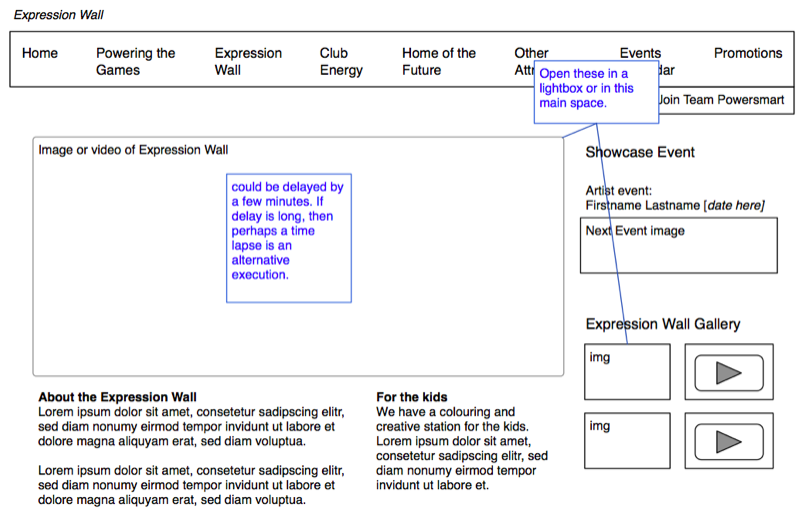 Expression Wall
Home
Powering the
Games
Expression
Wall
Club
Energy
Home of the
Future
Other
Events
Promotions
Open these in a
lightbox or in this
main space.
Join Team Powersmart
Image or video of Expression Wall
could be delayed by
a few minutes. If
delay is long, then
perhaps a time
lapse is an
alternative
execution.
Showcase Event
Artist event:
Firstname Lastname [date here]
Next Event image
Expression Wall Gallery
img
img
About the Expression Wall
Lorem ipsum dolor sit amet, consetetur sadipscing elitr,
sed diam nonumy eirmod tempor invidunt ut labore et
dolore magna aliquyam erat, sed diam voluptua.
Lorem ipsum dolor sit amet, consetetur sadipscing elitr,
sed diam nonumy eirmod tempor invidunt ut labore et
dolore magna aliquyam erat, sed diam voluptua.
For the kids
We have a colouring and
creative station for the kids.
Lorem ipsum dolor sit amet,
consetetur sadipscing elitr, sed
diam nonumy eirmod tempor
invidunt ut labore et.